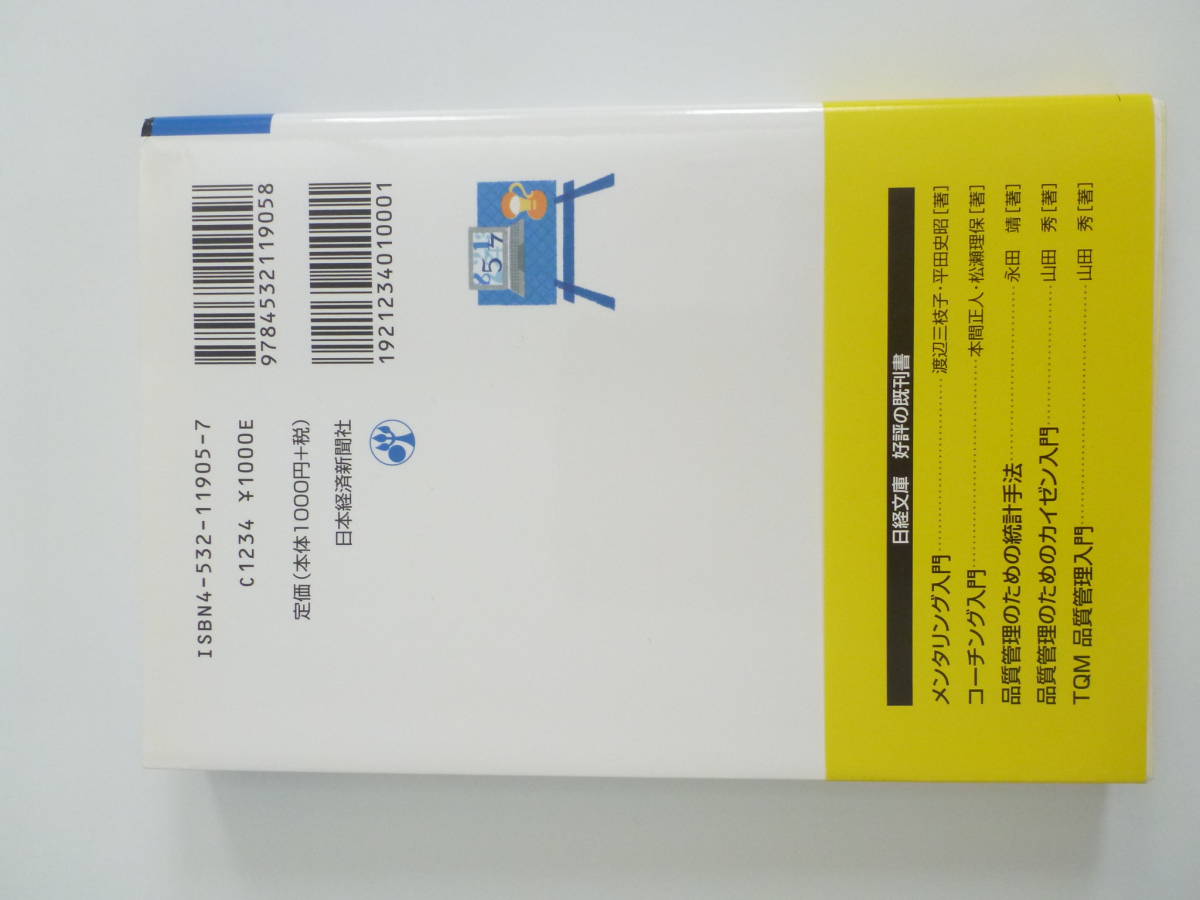 9784532119058
1921234010001
ISBN4-532-11905-7
C1234 ¥1000E
定価(本体1000円+税)
日本経済新聞社
654
日経文庫 好評の既刊書
メンタリング入門……渡辺三枝子・平田史昭[著]
コーチング入門……本間正人・松瀬理保[著]
品質管理のための統計手法……永田 靖[著]
品質管理のためのカイゼン入門……山田 秀[著]
TQM 品質管理入門……山田 秀[著]